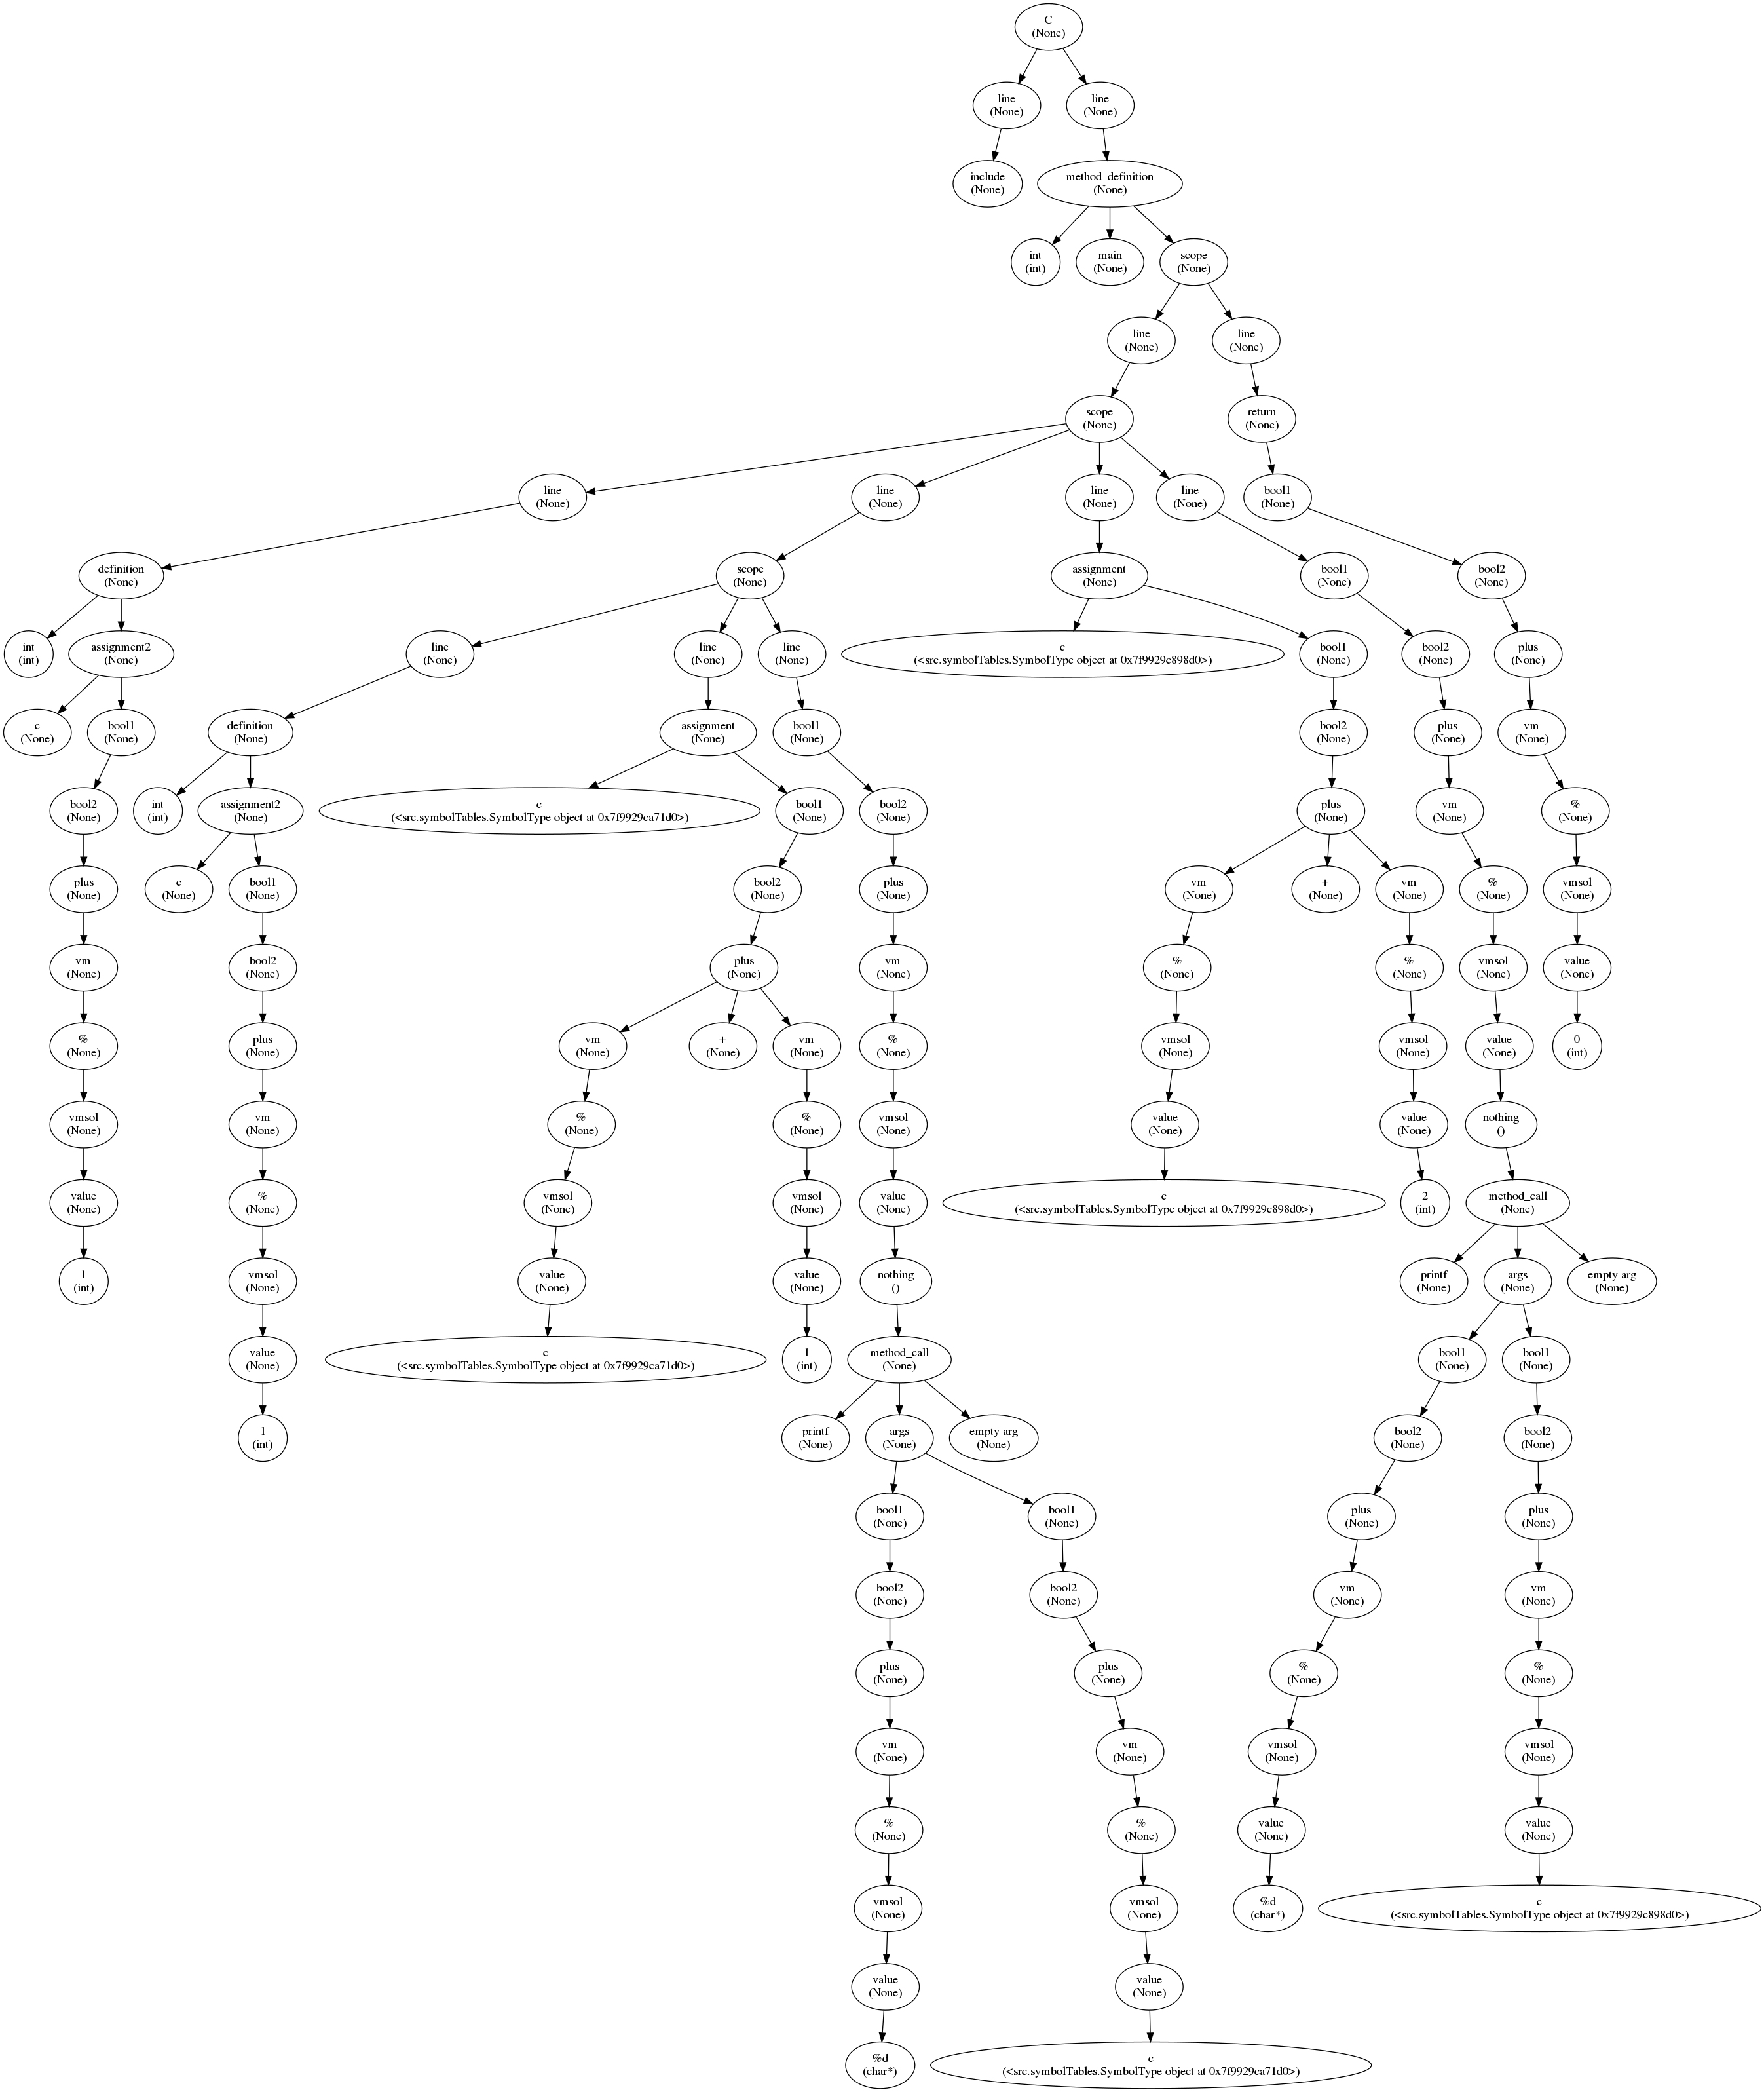 C
(None)
line line
(None) (None)
include method_definition
(None) (None)
int main scope
(int) (None) (None)
line line
(None) (None)
scope return
(None) (None)
line line line line bool1
(None) (None) (None) (None) (None)
definition scope assignment bool1 bool2
(None) (None) (None) (None) (None)
int assignment2 line line line c bool1 bool2 plus
(int) (None) (None) (None) (None) (<src.symbolTables.SymbolType object at 0x7f9929c898d0>) (None) (None) (None)
c bool1 definition assignment bool1 bool2 plus vm
(None) (None) (None) (None) (None) (None) (None) (None)
bool2 int assignment2 c bool1 bool2 plus vm %
(None) (int) (None) (<src.symbolTables.SymbolType object at 0x7f9929ca71d0>) (None) (None) (None) (None) (None)
plus c bool1 bool2 plus vm + vm % vmsol
(None) (None) (None) (None) (None) (None) (None) (None) (None) (None)
vm bool2 plus vm % % vmsol value
(None) (None) (None) (None) (None) (None) (None) (None)
% plus vm + vm % vmsol vmsol value 0
(None) (None) (None) (None) (None) (None) (None) (None) (None) (int)
vmsol vm % % vmsol value value nothing
(None) (None) (None) (None) (None) (None) (None) ()
value % vmsol vmsol value c 2 method_call
(None) (None) (None) (None) (None) (<src.symbolTables.SymbolType object at 0x7f9929c898d0>) (int) (None)
1 vmsol value value nothing printf args empty arg
(int) (None) (None) (None) () (None) (None) (None)
value c 1 method_call bool1 bool1
(None) (<src.symbolTables.SymbolType object at 0x7f9929ca71d0>) (int) (None) (None) (None)
1 printf args empty arg bool2 bool2
(int) (None) (None) (None) (None) (None)
bool1 bool1 plus plus
(None) (None) (None) (None)
bool2 bool2 vm vm
(None) (None) (None) (None)
plus plus % %
(None) (None) (None) (None)
vm vm vmsol vmsol
(None) (None) (None) (None)
% % value value
(None) (None) (None) (None)
vmsol vmsol %d c
(None) (None) (char*) (<src.symbolTables.SymbolType object at 0x7f9929c898d0>)
value value
(None) (None)
%d c
(char*) (<src.symbolTables.SymbolType object at 0x7f9929ca71d0>)